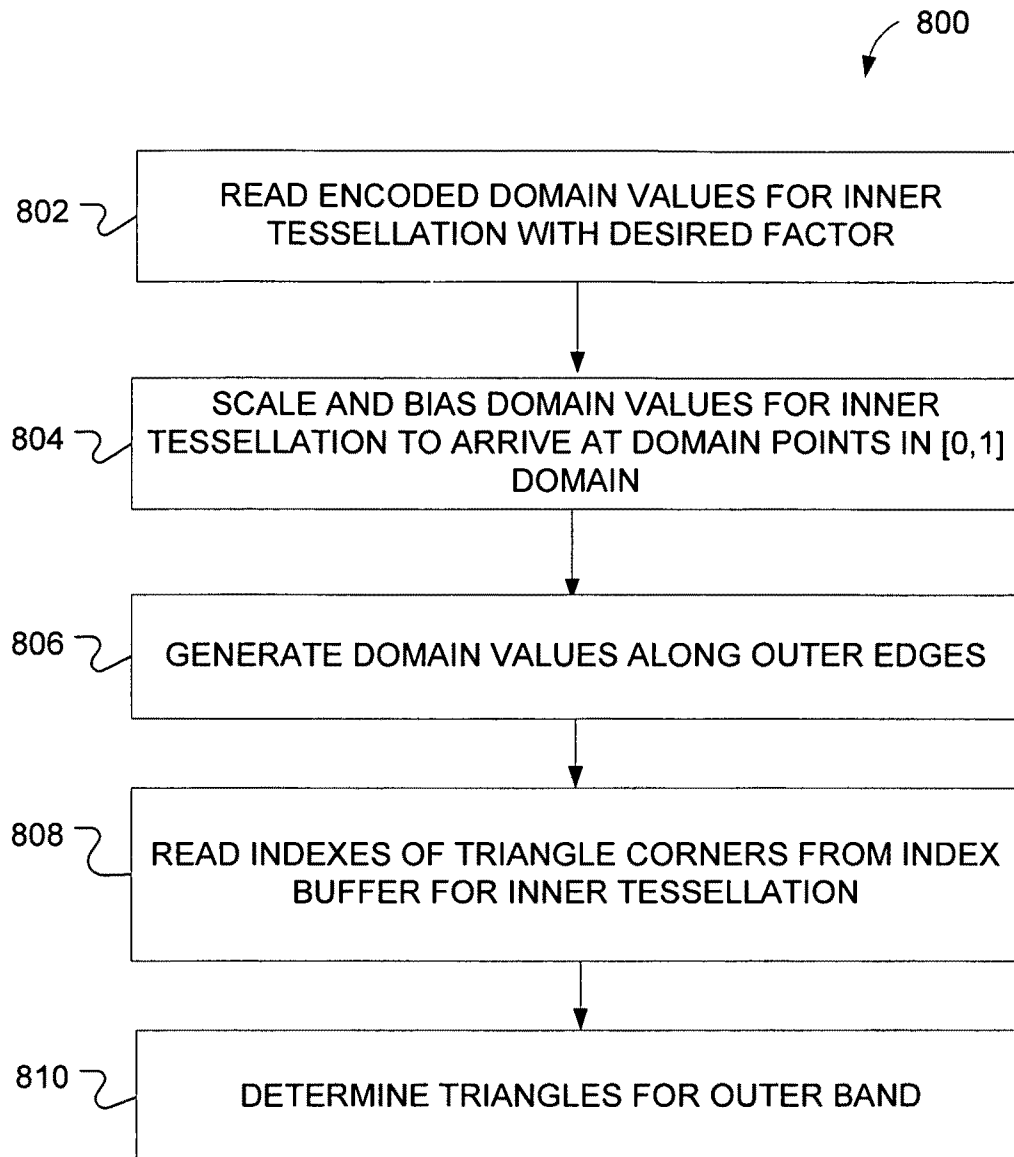 800
802
READ ENCODED DOMAIN VALUES FOR INNER
TESSELLATION WITH DESIRED FACTOR
804
SCALE AND BIAS DOMAIN VALUES FOR INNER
TESSELLATION TO ARRIVE AT DOMAIN POINTS IN [0,1]
DOMAIN
806
GENERATE DOMAIN VALUES ALONG OUTER EDGES
808
READ INDEXES OF TRIANGLE CORNERS FROM INDEX
BUFFER FOR INNER TESSELLATION
810
DETERMINE TRIANGLES FOR OUTER BAND